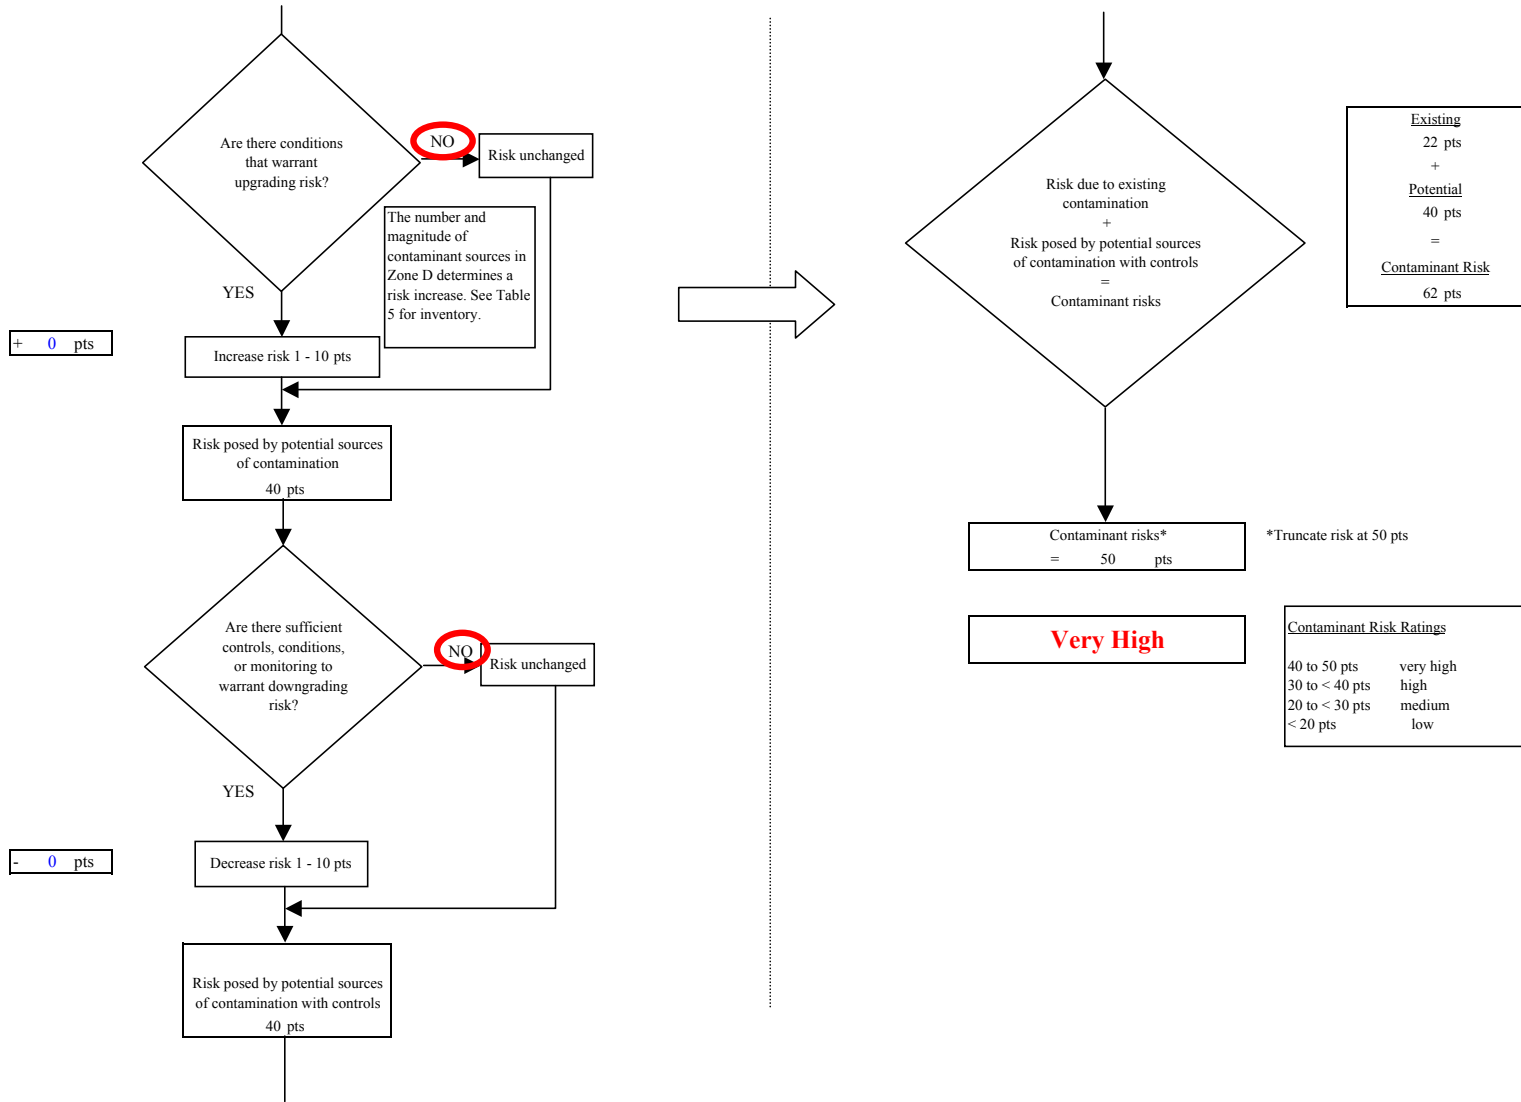 Are there conditions
that warrant
upgrading risk?
NO
Risk unchanged
The number and
magnitude of
contaminant sources in
Zone D determines a
risk increase. See Table
5 for inventory.
YES
+ 0 pts
Increase risk 1 - 10 pts
Risk posed by potential sources
of contamination
40 pts
Are there sufficient
controls, conditions,
or monitoring to
warrant downgrading
risk?
NO
Risk unchanged
YES
- 0 pts
Decrease risk 1 - 10 pts
Risk posed by potential sources
of contamination with controls
40 pts
Risk due to existing
contamination
+
Risk posed by potential sources
of contamination with controls
=
Contaminant risks
Existing
22 pts
+
Potential
40 pts
=
Contaminant Risk
62 pts
Contaminant risks*
= 50 pts
*Truncate risk at 50 pts
Very High
Contaminant Risk Ratings
40 to 50 pts very high
30 to < 40 pts high
20 to < 30 pts medium
< 20 pts low